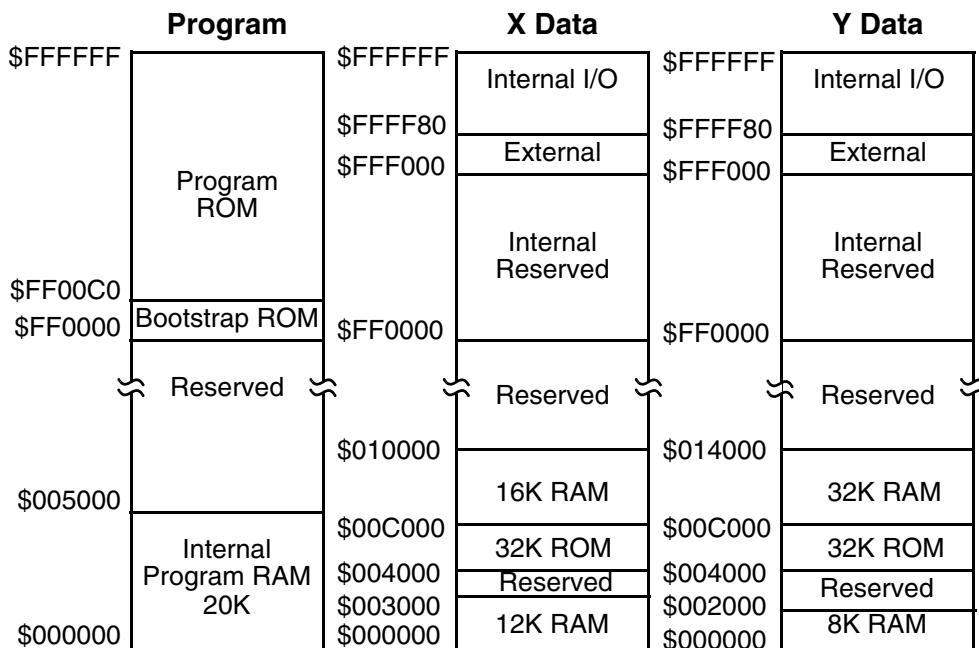 Program
$FFFFFF
Program
ROM
$FF00C0
Bootstrap ROM
$FF0000
Reserved
$005000
Internal
Program RAM
20K
$000000
X Data
$FFFFFF
Internal I/O
$FFFF80
External
$FFF000
Internal
Reserved
$FF0000
Reserved
$010000
16K RAM
$00C000
32K ROM
$004000
Reserved
$003000
12K RAM
$000000
Y Data
$FFFFFF
Internal I/O
$FFFF80
External
$FFF000
Internal
Reserved
$FF0000
Reserved
$014000
32K RAM
$00C000
32K ROM
$004000
Reserved
$002000
8K RAM
$000000